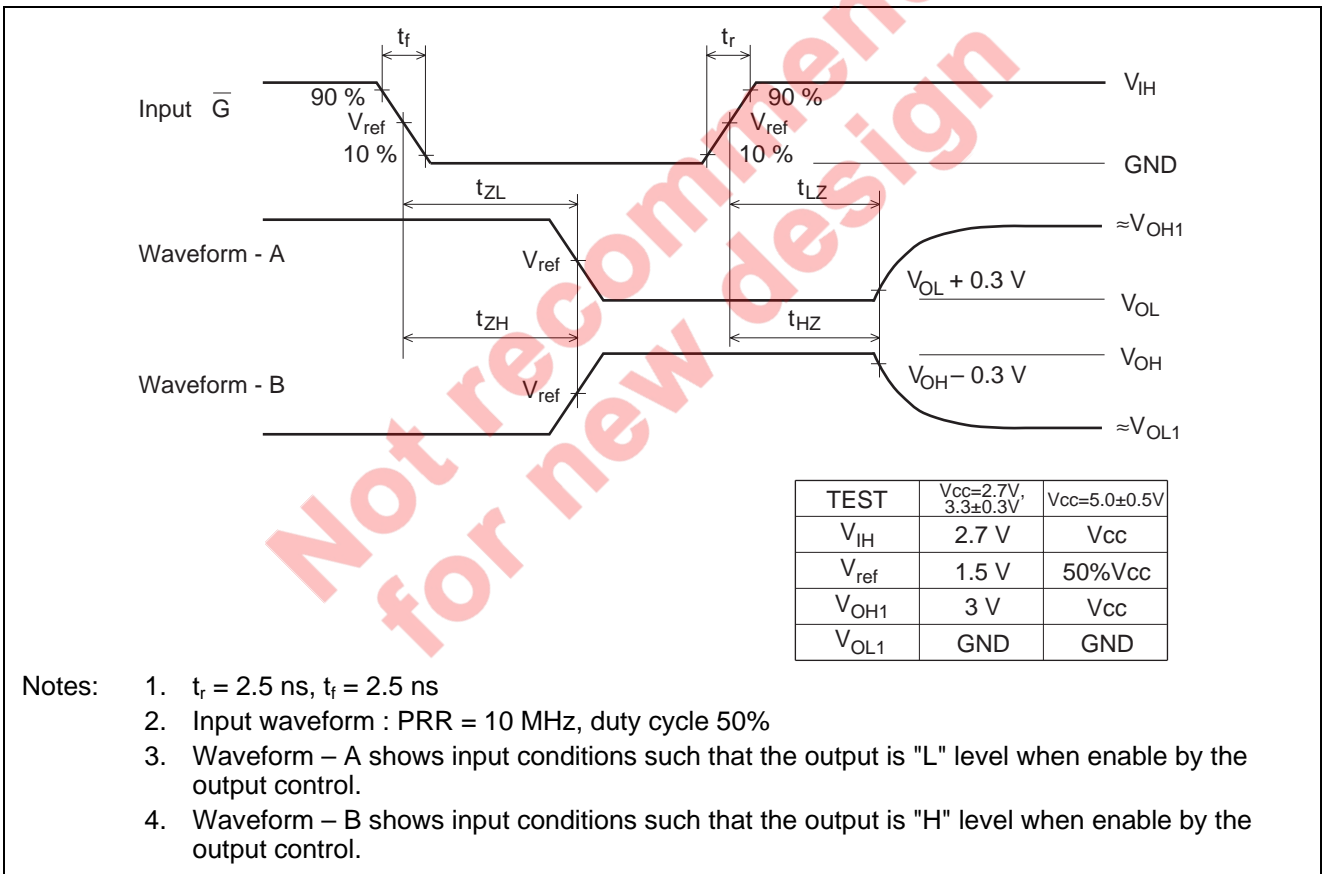 tf
tr
Input G̅
90 %
Vref
10 %
90 %
Vref
10 %
VIH
GND
tZL
tLZ
Waveform - A
Vref
VOL + 0.3 V
≈VOH1
VOL
tZH
tHZ
Waveform - B
Vref
VOH – 0.3 V
VOH
≈VOL1
TEST Vcc=2.7V, 3.3±0.3V Vcc=5.0±0.5V
VIH 2.7 V Vcc
Vref 1.5 V 50%Vcc
VOH1 3 V Vcc
VOL1 GND GND
Notes: 1. tr = 2.5 ns, tf = 2.5 ns
2. Input waveform : PRR = 10 MHz, duty cycle 50%
3. Waveform – A shows input conditions such that the output is "L" level when enable by the
output control.
4. Waveform – B shows input conditions such that the output is "H" level when enable by the
output control.
Not recommen
for new design